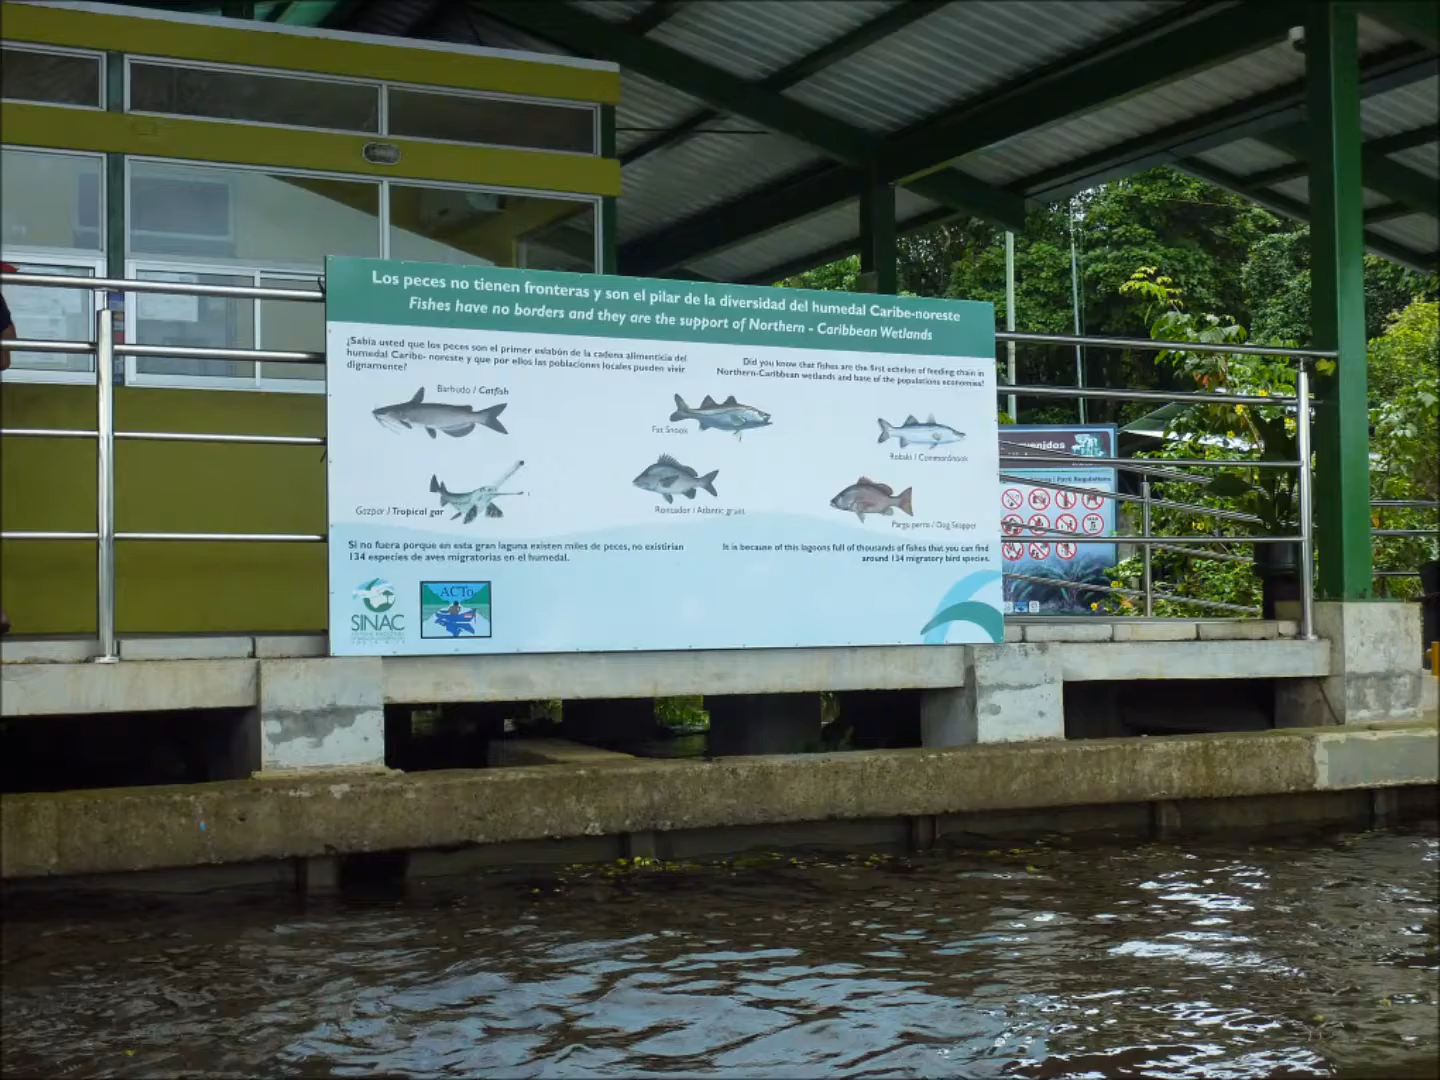 Los peces no tienen fronteras y son el pilar de la diversidad del humedal Caribe-noreste
Fishes have no borders and they are the support of Northern - Caribbean Wetlands
¿Sabía usted que los peces son el primer eslabón de la cadena alimenticia del
humedal Caribe- noreste y que por ellos las poblaciones locales pueden vivir
dignamente?
Did you know that fishes are the first echelon of feeding chain in
Northern-Caribbean wetlands and base of the populations economies?
Barbudo / Catfish
Fat Snook
Robalo / Commondnook
Gazpar / Tropical gar
Roncador / Atlantic grunt
Pargo perro / Dog Snapper
Si no fuera porque en esta gran laguna existen miles de peces, no existirían
134 especies de aves migratorias en el humedal.
It is because of this lagoons full of thousands of fishes that you can find
around 134 migratory bird species.
SINAC
ACTo
Park Regulations